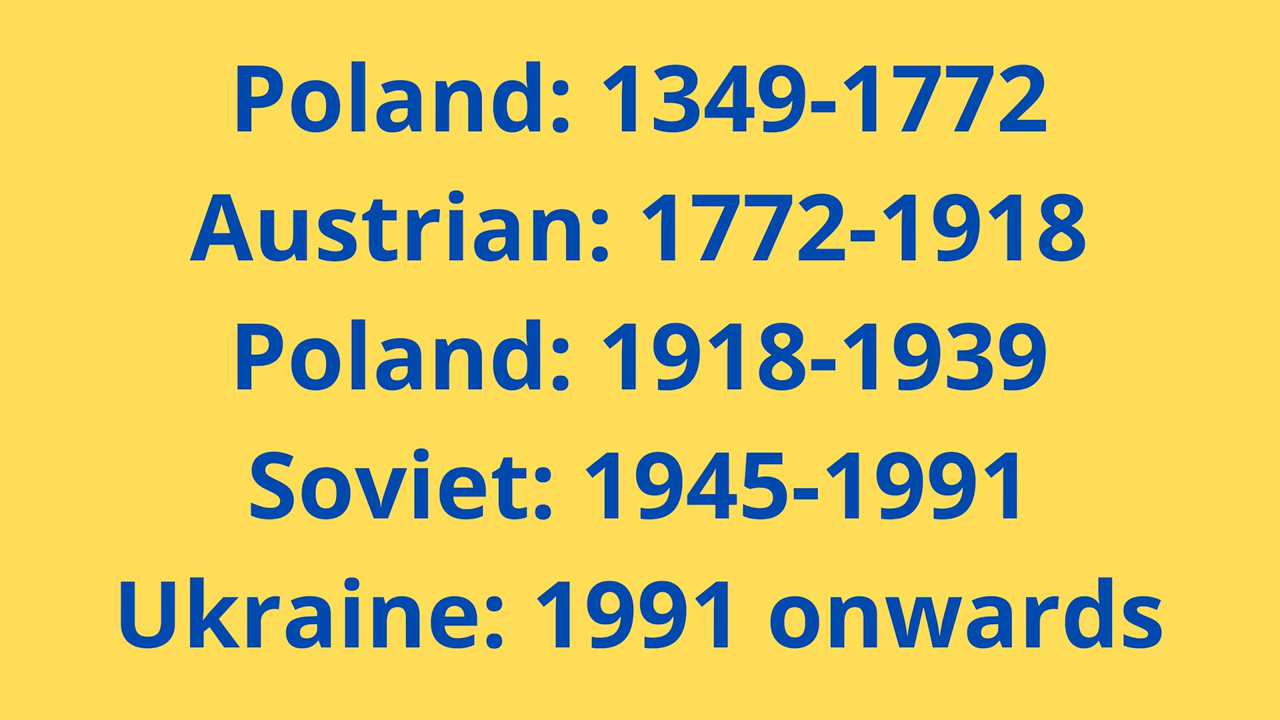 Poland: 1349-1772
Austrian: 1772-1918
Poland: 1918-1939
Soviet: 1945-1991
Ukraine: 1991 onwards